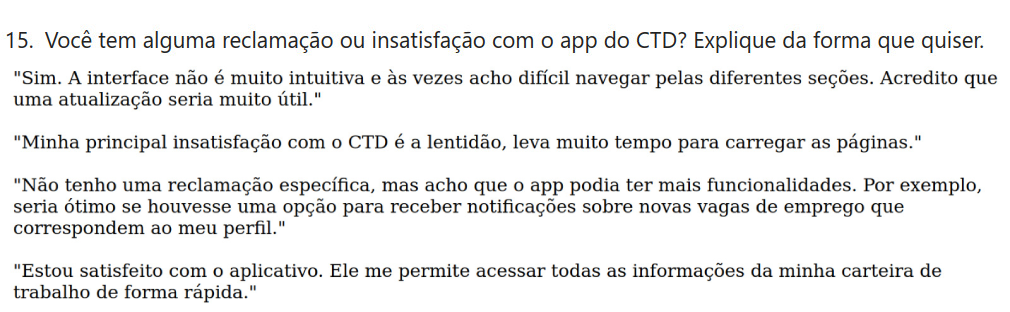 15. Você tem alguma reclamação ou insatisfação com o app do CTD? Explique da forma que quiser.
"Sim. A interface não é muito intuitiva e às vezes acho difícil navegar pelas diferentes seções. Acredito que
uma atualização seria muito útil."
"Minha principal insatisfação com o CTD é a lentidão, leva muito tempo para carregar as páginas."
"Não tenho uma reclamação específica, mas acho que o app podia ter mais funcionalidades. Por exemplo,
seria ótimo se houvesse uma opção para receber notificações sobre novas vagas de emprego que
correspondem ao meu perfil."
"Estou satisfeito com o aplicativo. Ele me permite acessar todas as informações da minha carteira de
trabalho de forma rápida."